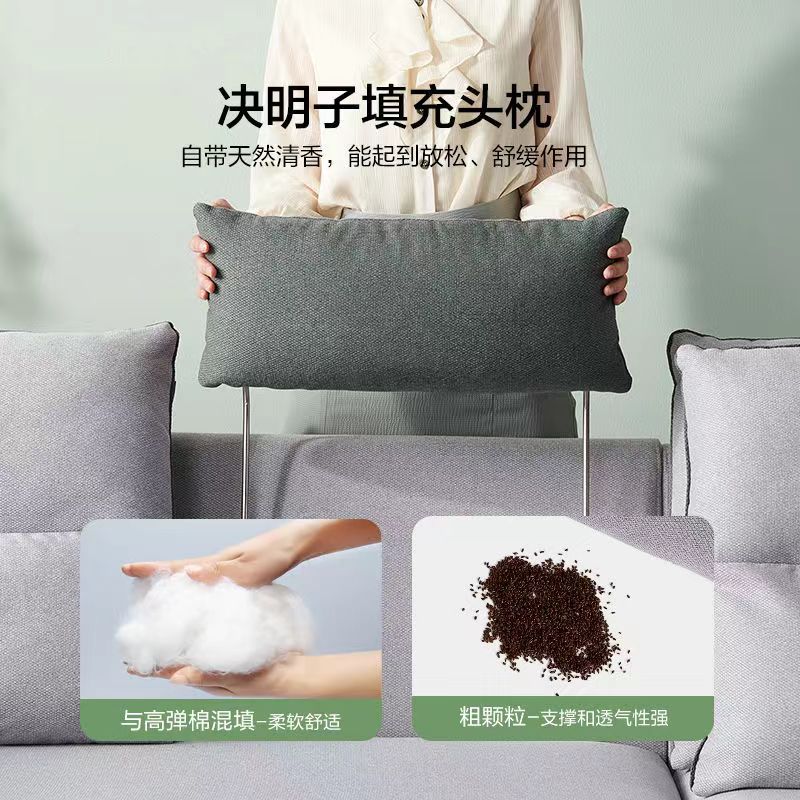 决明子填充头枕
自带天然清香，能起到放松、舒缓作用
与高弹棉混填-柔软舒适
粗颗粒-支撑和透气性强